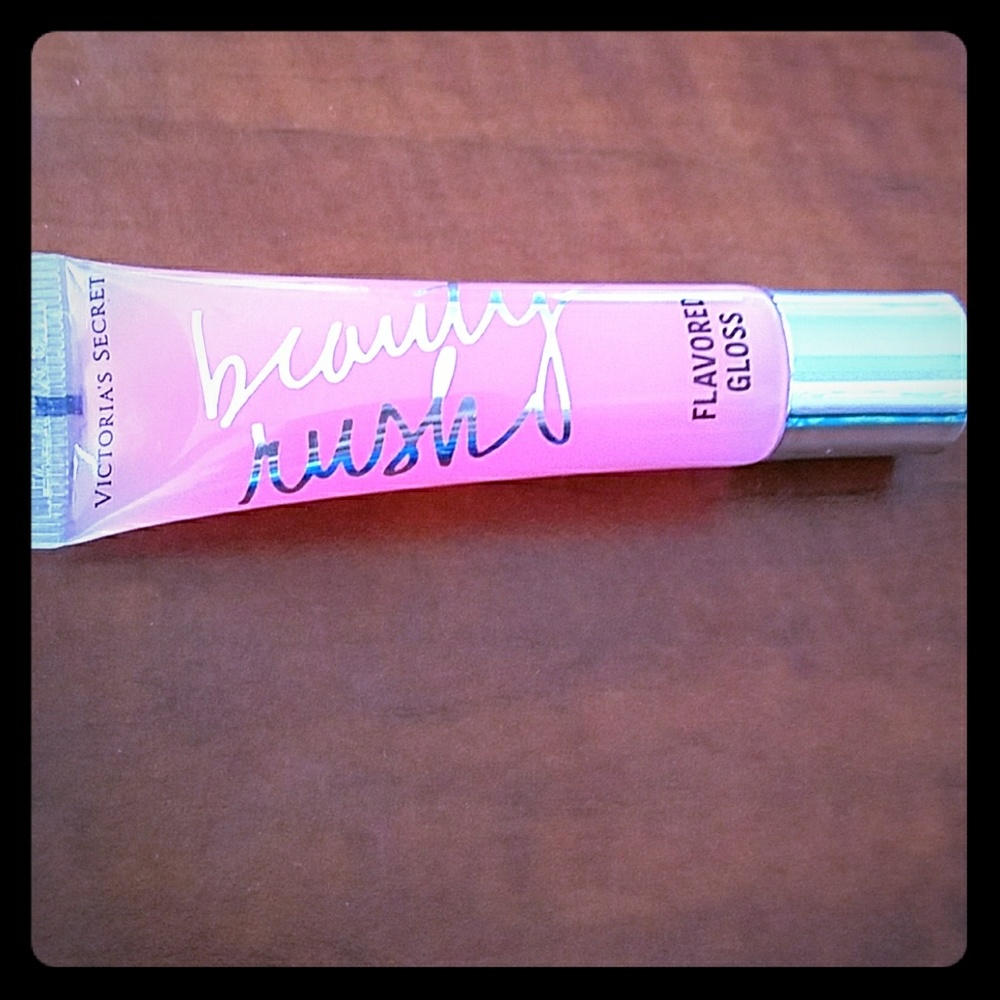 VICTORIA'S SECRET
beauty
rush
FLAVORED
GLOSS